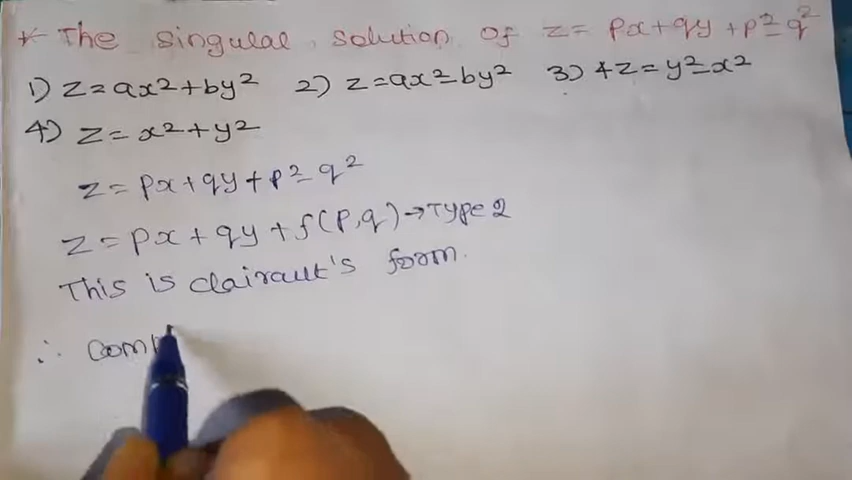 * The singular solution of z = px+qy+p²-q²
1) z=ax²+by² 2) z=ax²-by² 3) 4z=y²-x²
4) z=x²+y²
z=px+qy+p²-q²
z=px+qy+f(p,q)→Type 2
This is clairaut's form.
∴ comp